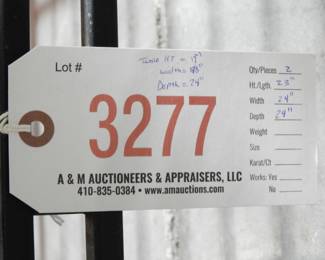 Lot #
Table HT = 19"
Width = 48"
Depth = 24"
3277
A & M AUCTIONEERS & APPRAISERS, LLC
410-835-0384 • www.amauctions.com
Qty/Pieces 2
Ht./Lgth. 23"
Width 24"
Depth 24"
Weight
Size
Karat/Ct
Works: Yes
No